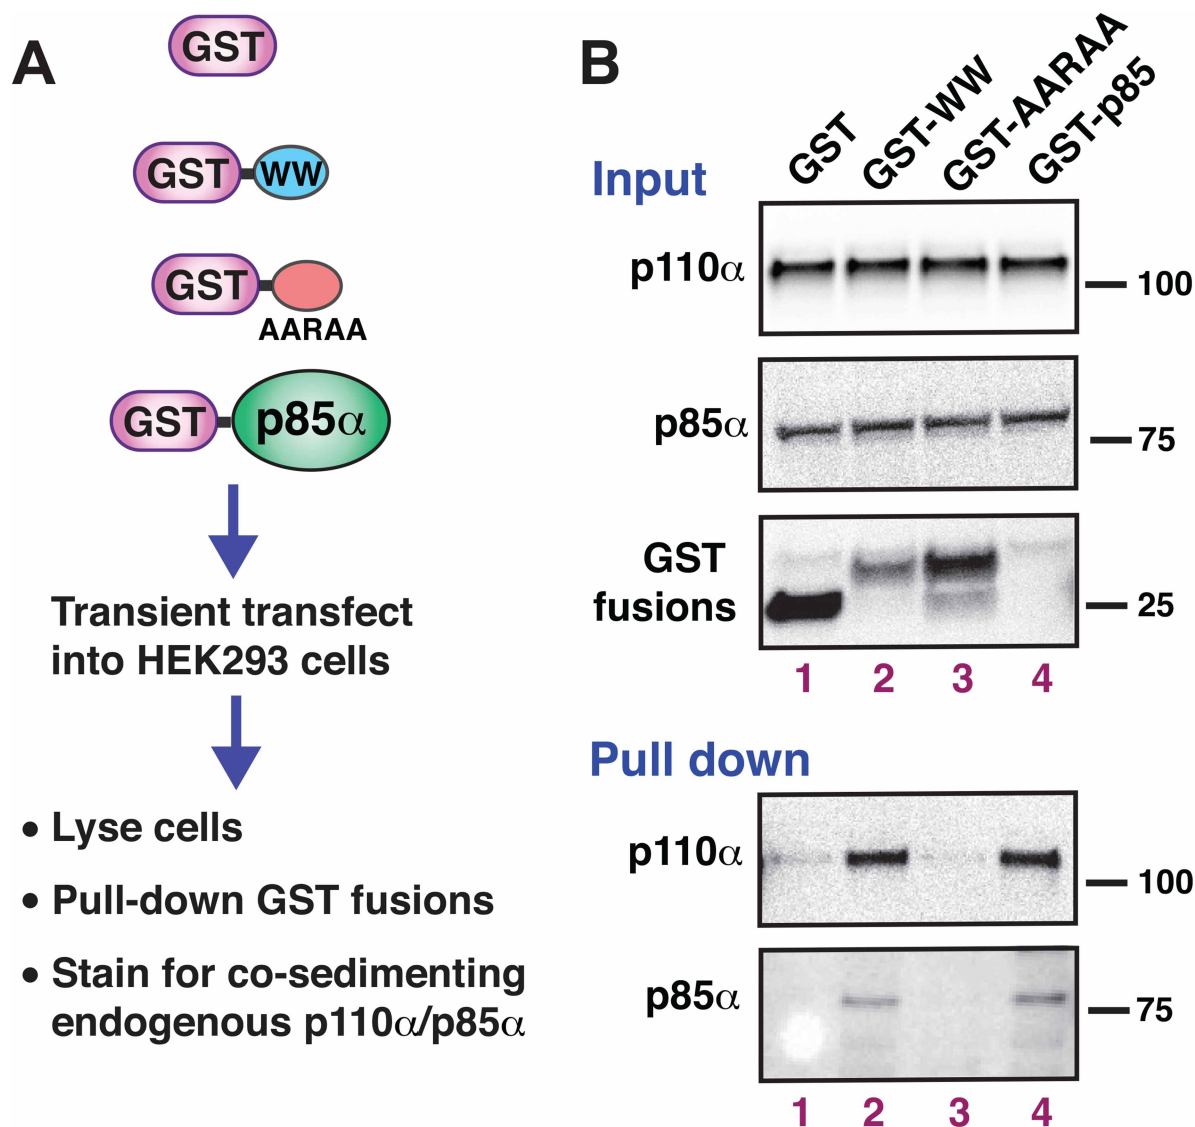 A
GST
GST WW
GST
AARAA
GST p85α
Transient transfect
into HEK293 cells
• Lyse cells
• Pull-down GST fusions
• Stain for co-sedimenting
endogenous p110α/p85α
B
GST GST-WW GST-AARAA GST-p85
Input
p110α 100
p85α 75
GST
fusions 25
1 2 3 4
Pull down
p110α 100
p85α 75
1 2 3 4